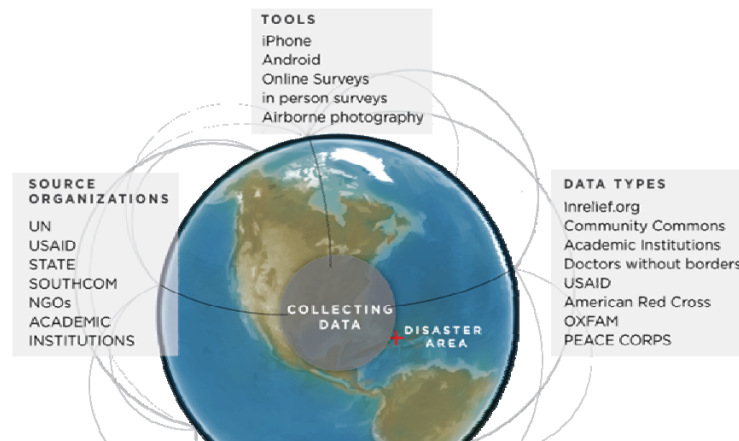 TOOLS
iPhone
Android
Online Surveys
in person surveys
Airborne photography
SOURCE
ORGANIZATIONS
UN
USAID
STATE
SOUTHCOM
NGOs
ACADEMIC
INSTITUTIONS
DATA TYPES
Inrelief.org
Community Commons
Academic Institutions
Doctors without borders
USAID
American Red Cross
OXFAM
PEACE CORPS
COLLECTING
DATA
DISASTER
AREA